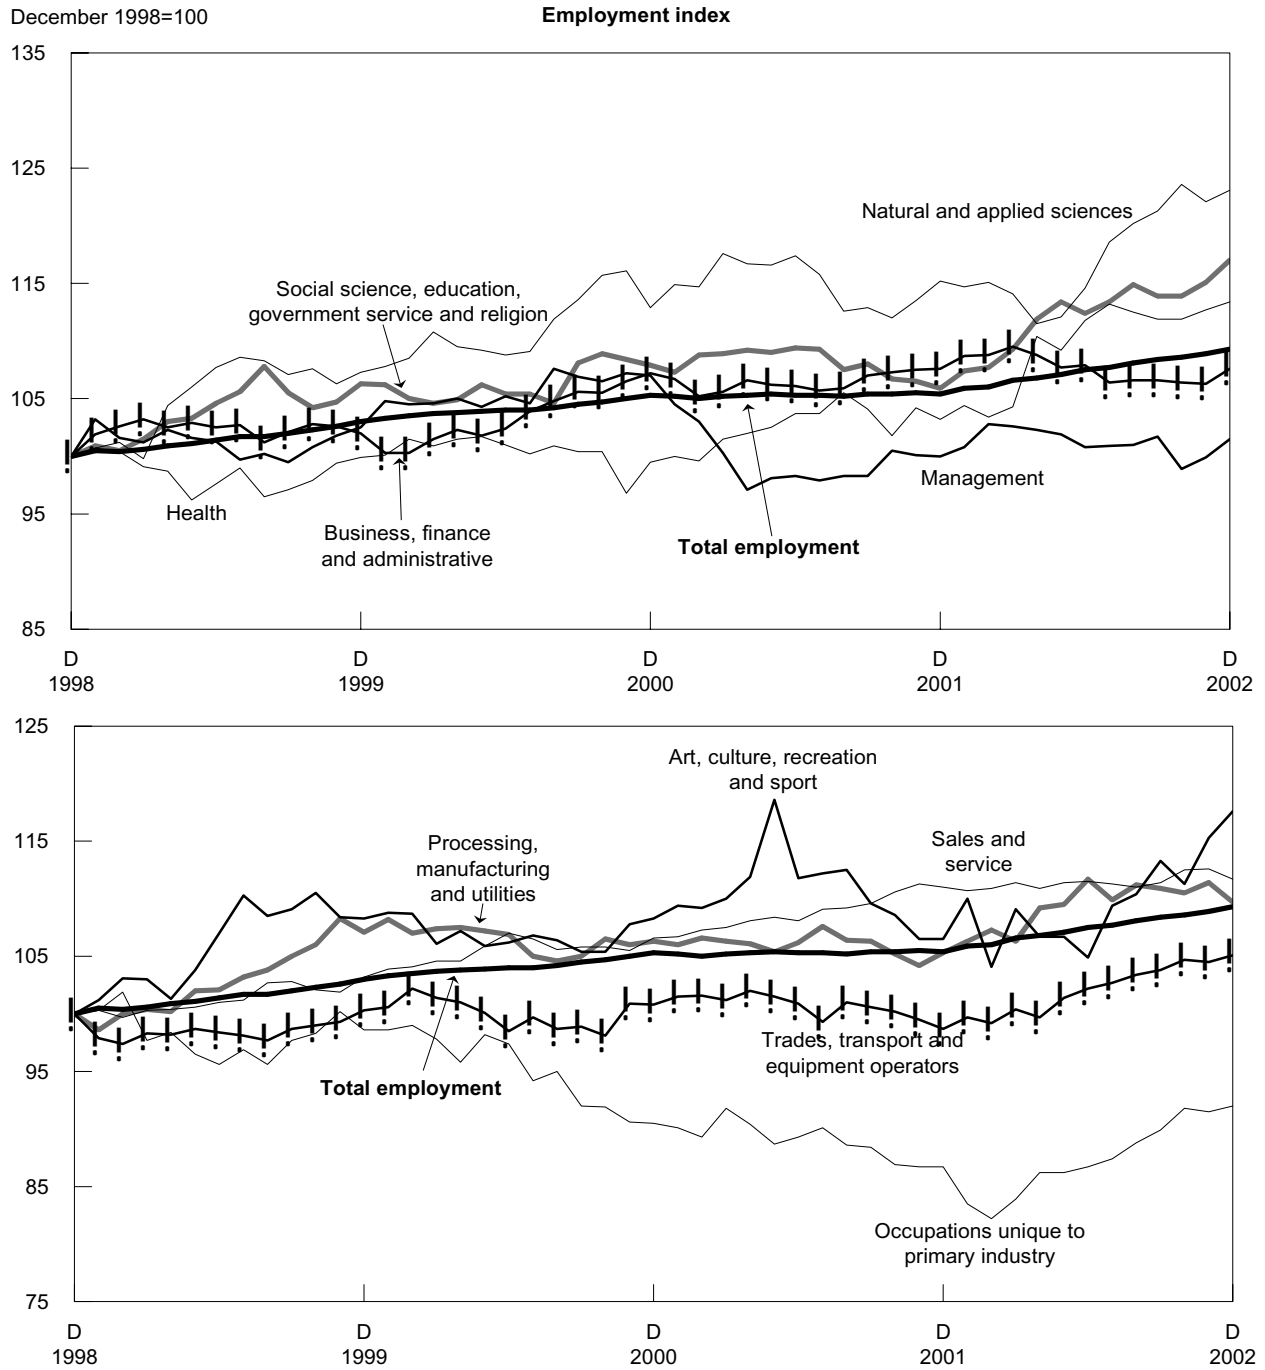 December 1998=100
Employment index
135
125
Natural and applied sciences
115
Social science, education,
government service and religion
105
Management
95
Health
Business, finance
and administrative
Total employment
85
D
1998
D
1999
D
2000
D
2001
D
2002
125
Art, culture, recreation
and sport
115
Processing,
manufacturing
and utilities
Sales and
service
105
Trades, transport and
equipment operators
95
Total employment
85
Occupations unique to
primary industry
75
D
1998
D
1999
D
2000
D
2001
D
2002